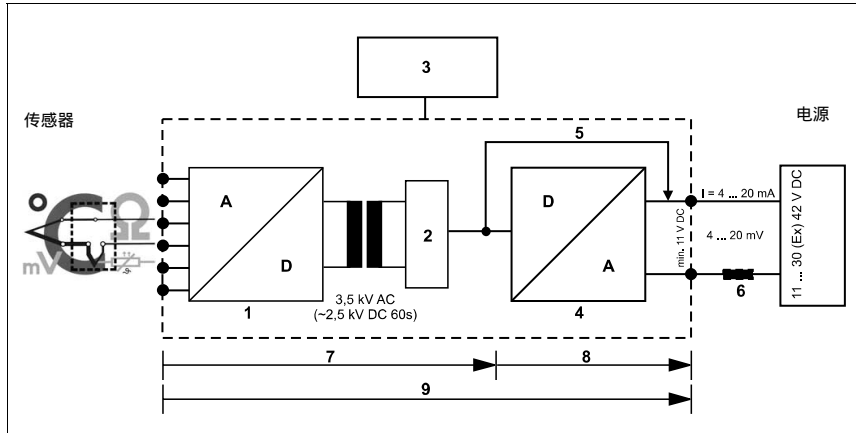 3
传感器
电源
5
A
D
2
D
A
I = 4 ... 20 mA
4 ... 20 mV
min. 11 V DC
11 ... 30 (Ex) 42 V DC
°C
Ω
mV
-ϑ-
3,5 kV AC
(~2,5 kV DC 60s)
1
4
6
7
8
9